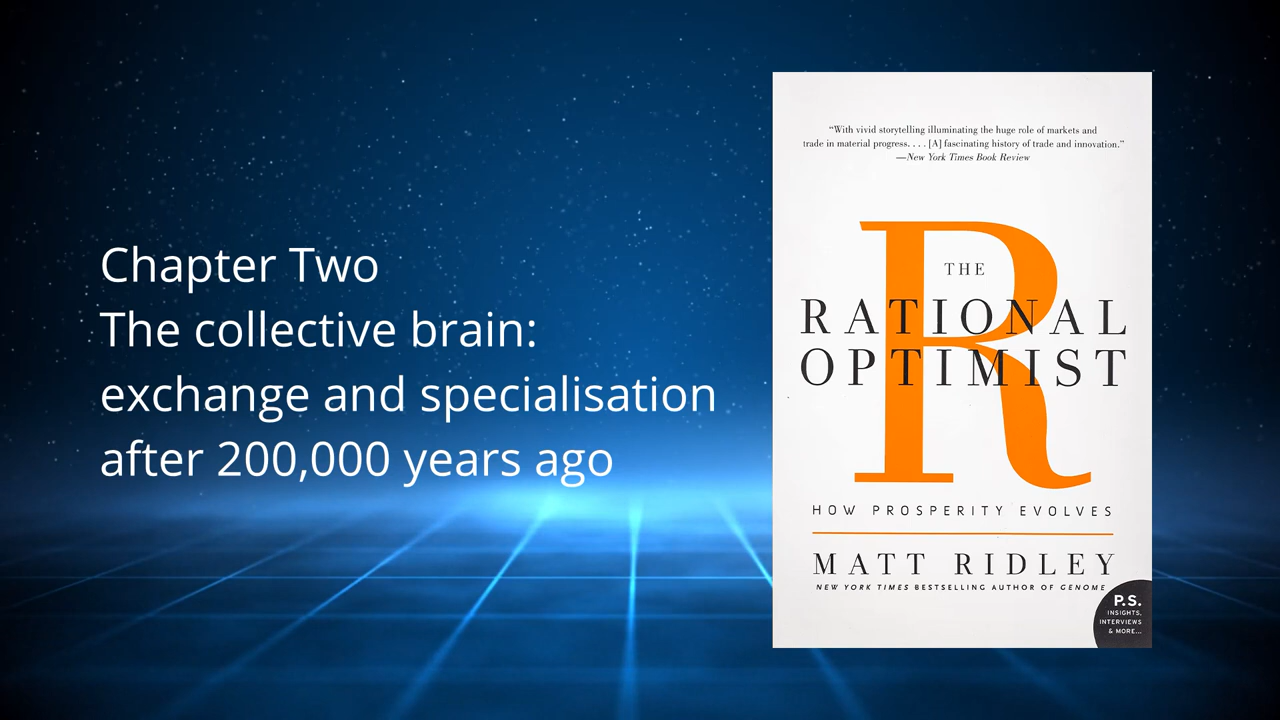 Chapter Two
The collective brain:
exchange and specialisation
after 200,000 years ago
“With vivid storytelling illuminating the huge role of markets and
trade in material progress. . . . [A] fascinating history of trade and innovation.”
—New York Times Book Review
R
THE
RATIONAL
OPTIMIST
HOW PROSPERITY EVOLVES
MATT RIDLEY
NEW YORK TIMES BESTSELLING AUTHOR OF GENOME
P.S.
INSIGHTS,
INTERVIEWS
& MORE...